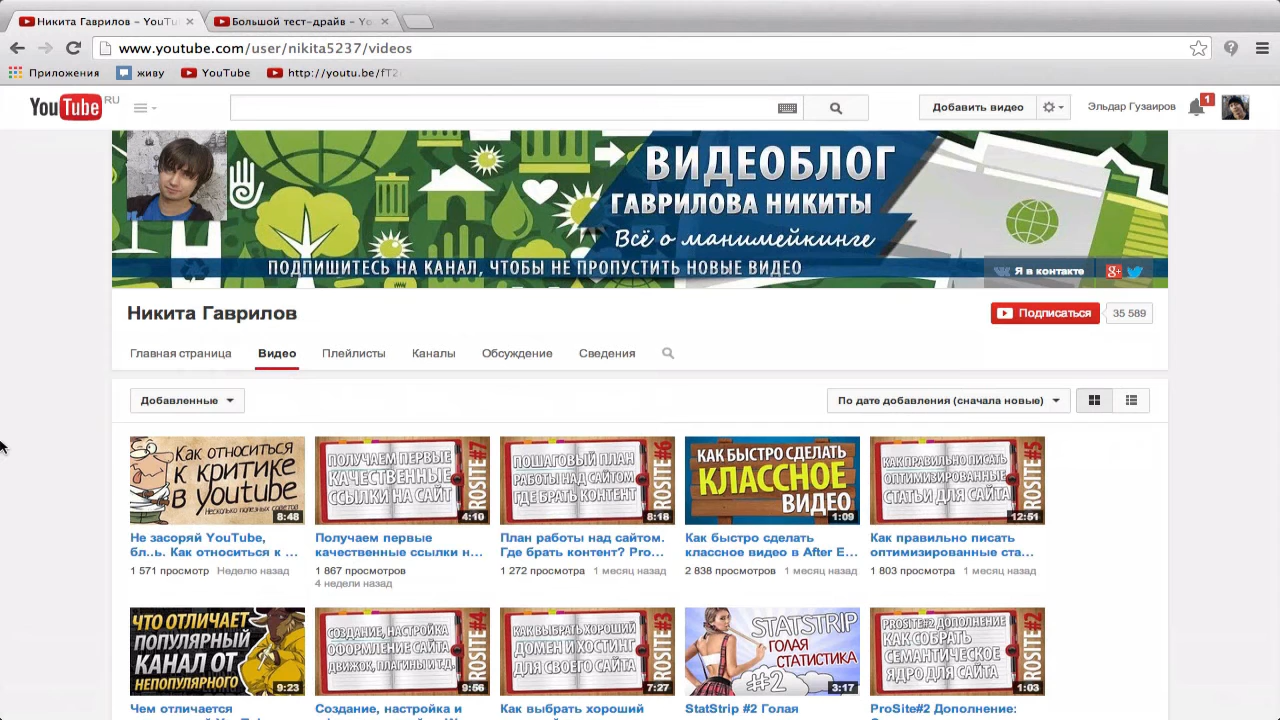 Никита Гаврилов – YouTu
Большой тест-драйв – Yo
www.youtube.com/user/nikita5237/videos
Приложения
живу
YouTube
http://youtu.be/fT2
YouTube RU
Добавить видео
Эльдар Гузаиров
1
ВИДЕОБЛОГ
ГАВРИЛОВА НИКИТЫ
Всё о манимейкинге
ПОДПИШИТЕСЬ НА КАНАЛ, ЧТОБЫ НЕ ПРОПУСТИТЬ НОВЫЕ ВИДЕО
Я в контакте
Никита Гаврилов
Подписаться
35 589
Главная страница
Видео
Плейлисты
Каналы
Обсуждение
Сведения
Добавленные
По дате добавления (сначала новые)
Как относиться
к критике
в youtube
Несколько полезных советов
8:48
Не засоряй YouTube,
бл..ь. Как относиться к ...
1 571 просмотр Неделю назад
ПОЛУЧАЕМ ПЕРВЫЕ
КАЧЕСТВЕННЫЕ
ССЫЛКИ НА САЙТ
ROSITE#7
4:10
Получаем первые
качественные ссылки н...
1 867 просмотров
4 недели назад
ПОШАГОВЫЙ ПЛАН
РАБОТЫ НАД САЙТОМ
ГДЕ БРАТЬ КОНТЕНТ
ROSITE#6
8:18
План работы над сайтом.
Где брать контент? Pro...
1 272 просмотра 1 месяц назад
КАК БЫСТРО СДЕЛАТЬ
КЛАССНОЕ
ВИДЕО
1:09
Как быстро сделать
классное видео в After E...
2 838 просмотров 1 месяц назад
КАК ПРАВИЛЬНО ПИСАТЬ
ОПТИМИЗИРОВАННЫЕ
СТАТЬИ ДЛЯ САЙТА
ROSITE#5
12:51
Как правильно писать
оптимизированные ста...
1 803 просмотра 1 месяц назад
ЧТО ОТЛИЧАЕТ
ПОПУЛЯРНЫЙ
КАНАЛ ОТ
НЕПОПУЛЯРНОГО
9:23
Чем отличается
СОЗДАНИЕ, НАСТРОЙКА
ОФОРМЛЕНИЕ САЙТА
ДВИЖОК, ПЛАГИНЫ И Т.Д.
ROSITE#4
9:56
Создание, настройка и
КАК ВЫБРАТЬ ХОРОШИЙ
ДОМЕН И ХОСТИНГ
ДЛЯ СВОЕГО САЙТА
ROSITE#3
7:27
Как выбрать хороший
STATSTRIP
ГОЛАЯ
СТАТИСТИКА
#2
3:17
StatStrip #2 Голая
PROSITE#2 ДОПОЛНЕНИЕ
КАК СОБРАТЬ
СЕМАНТИЧЕСКОЕ
ЯДРО ДЛЯ САЙТА
ROSITE#2
1:03
ProSite#2 Дополнение: